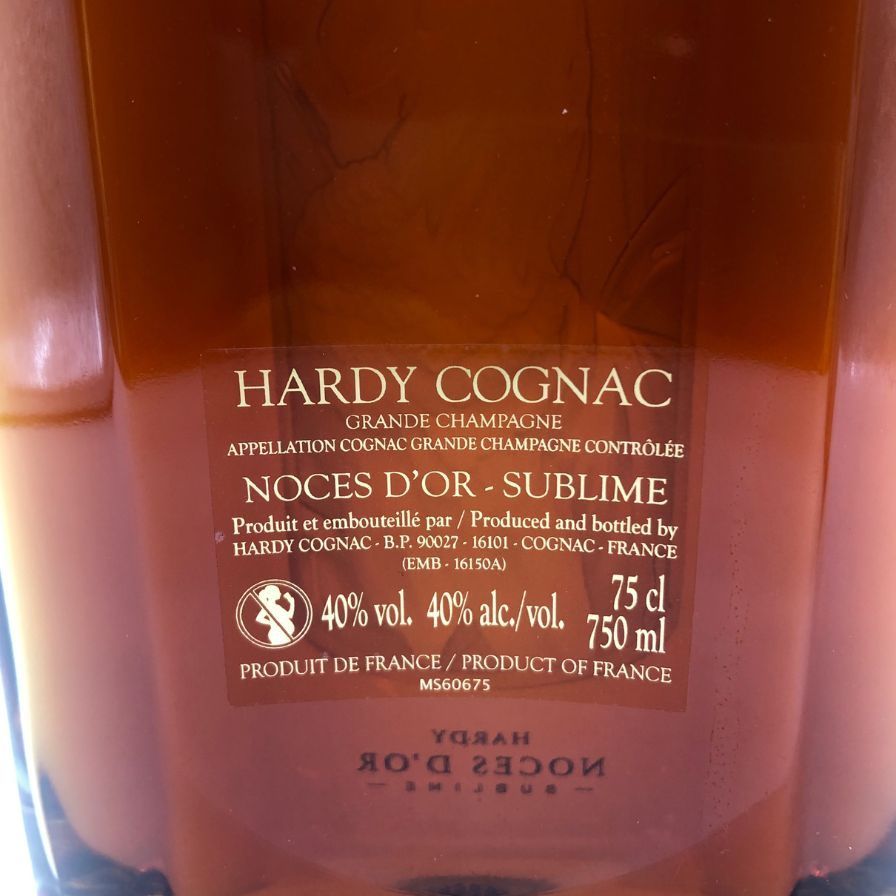 HARDY COGNAC
GRANDE CHAMPAGNE
APPELLATION COGNAC GRANDE CHAMPAGNE CONTRÔLÉE
NOCES D'OR - SUBLIME
Produit et embouteillé par / Produced and bottled by
HARDY COGNAC - B.P. 90027 - 16101 - COGNAC - FRANCE
(EMB - 16150A)
40% vol. 40% alc./vol. 75 cl
750 ml
PRODUIT DE FRANCE / PRODUCT OF FRANCE
MS60675
HARDY
NOCES D'OR
— SUBLIME —